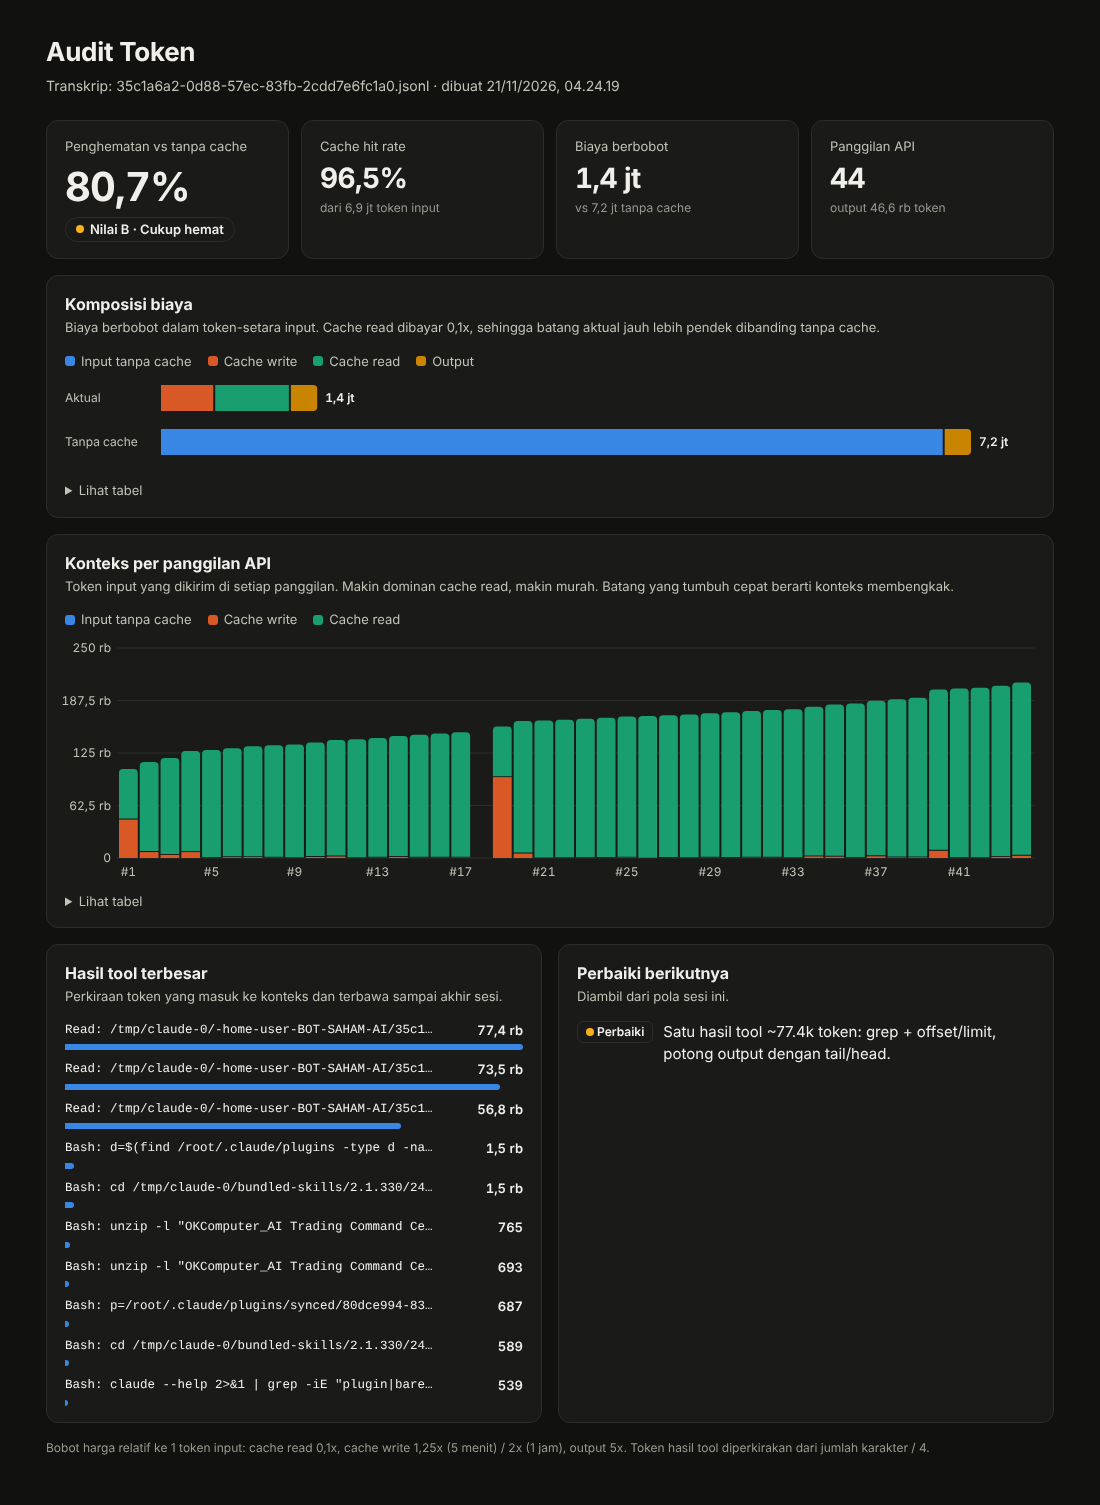 Audit Token
Transkrip: 35c1a6a2-0d88-57ec-83fb-2cdd7e6fc1a0.jsonl · dibuat 21/11/2026, 04.24.19
Penghematan vs tanpa cache
80,7%
Nilai B · Cukup hemat
Cache hit rate
96,5%
dari 6,9 jt token input
Biaya berbobot
1,4 jt
vs 7,2 jt tanpa cache
Panggilan API
44
output 46,6 rb token
Komposisi biaya
Biaya berbobot dalam token-setara input. Cache read dibayar 0,1x, sehingga batang aktual jauh lebih pendek dibanding tanpa cache.
Input tanpa cache Cache write Cache read Output
Aktual 1,4 jt
Tanpa cache 7,2 jt
Lihat tabel
Konteks per panggilan API
Token input yang dikirim di setiap panggilan. Makin dominan cache read, makin murah. Batang yang tumbuh cepat berarti konteks membengkak.
Input tanpa cache Cache write Cache read
250 rb
187,5 rb
125 rb
62,5 rb
0
#1 #5 #9 #13 #17 #21 #25 #29 #33 #37 #41
Lihat tabel
Hasil tool terbesar
Perkiraan token yang masuk ke konteks dan terbawa sampai akhir sesi.
Read: /tmp/claude-0/-home-user-BOT-SAHAM-AI/35c1… 77,4 rb
Read: /tmp/claude-0/-home-user-BOT-SAHAM-AI/35c1… 73,5 rb
Read: /tmp/claude-0/-home-user-BOT-SAHAM-AI/35c1… 56,8 rb
Bash: d=$(find /root/.claude/plugins -type d -na… 1,5 rb
Bash: cd /tmp/claude-0/bundled-skills/2.1.330/24… 1,5 rb
Bash: unzip -l "OKComputer_AI Trading Command Ce… 765
Bash: unzip -l "OKComputer_AI Trading Command Ce… 693
Bash: p=/root/.claude/plugins/synced/80dce994-83… 687
Bash: cd /tmp/claude-0/bundled-skills/2.1.330/24… 589
Bash: claude --help 2>&1 | grep -iE "plugin|bare… 539
Perbaiki berikutnya
Diambil dari pola sesi ini.
Perbaiki Satu hasil tool ~77.4k token: grep + offset/limit,
potong output dengan tail/head.
Bobot harga relatif ke 1 token input: cache read 0,1x, cache write 1,25x (5 menit) / 2x (1 jam), output 5x. Token hasil tool diperkirakan dari jumlah karakter / 4.